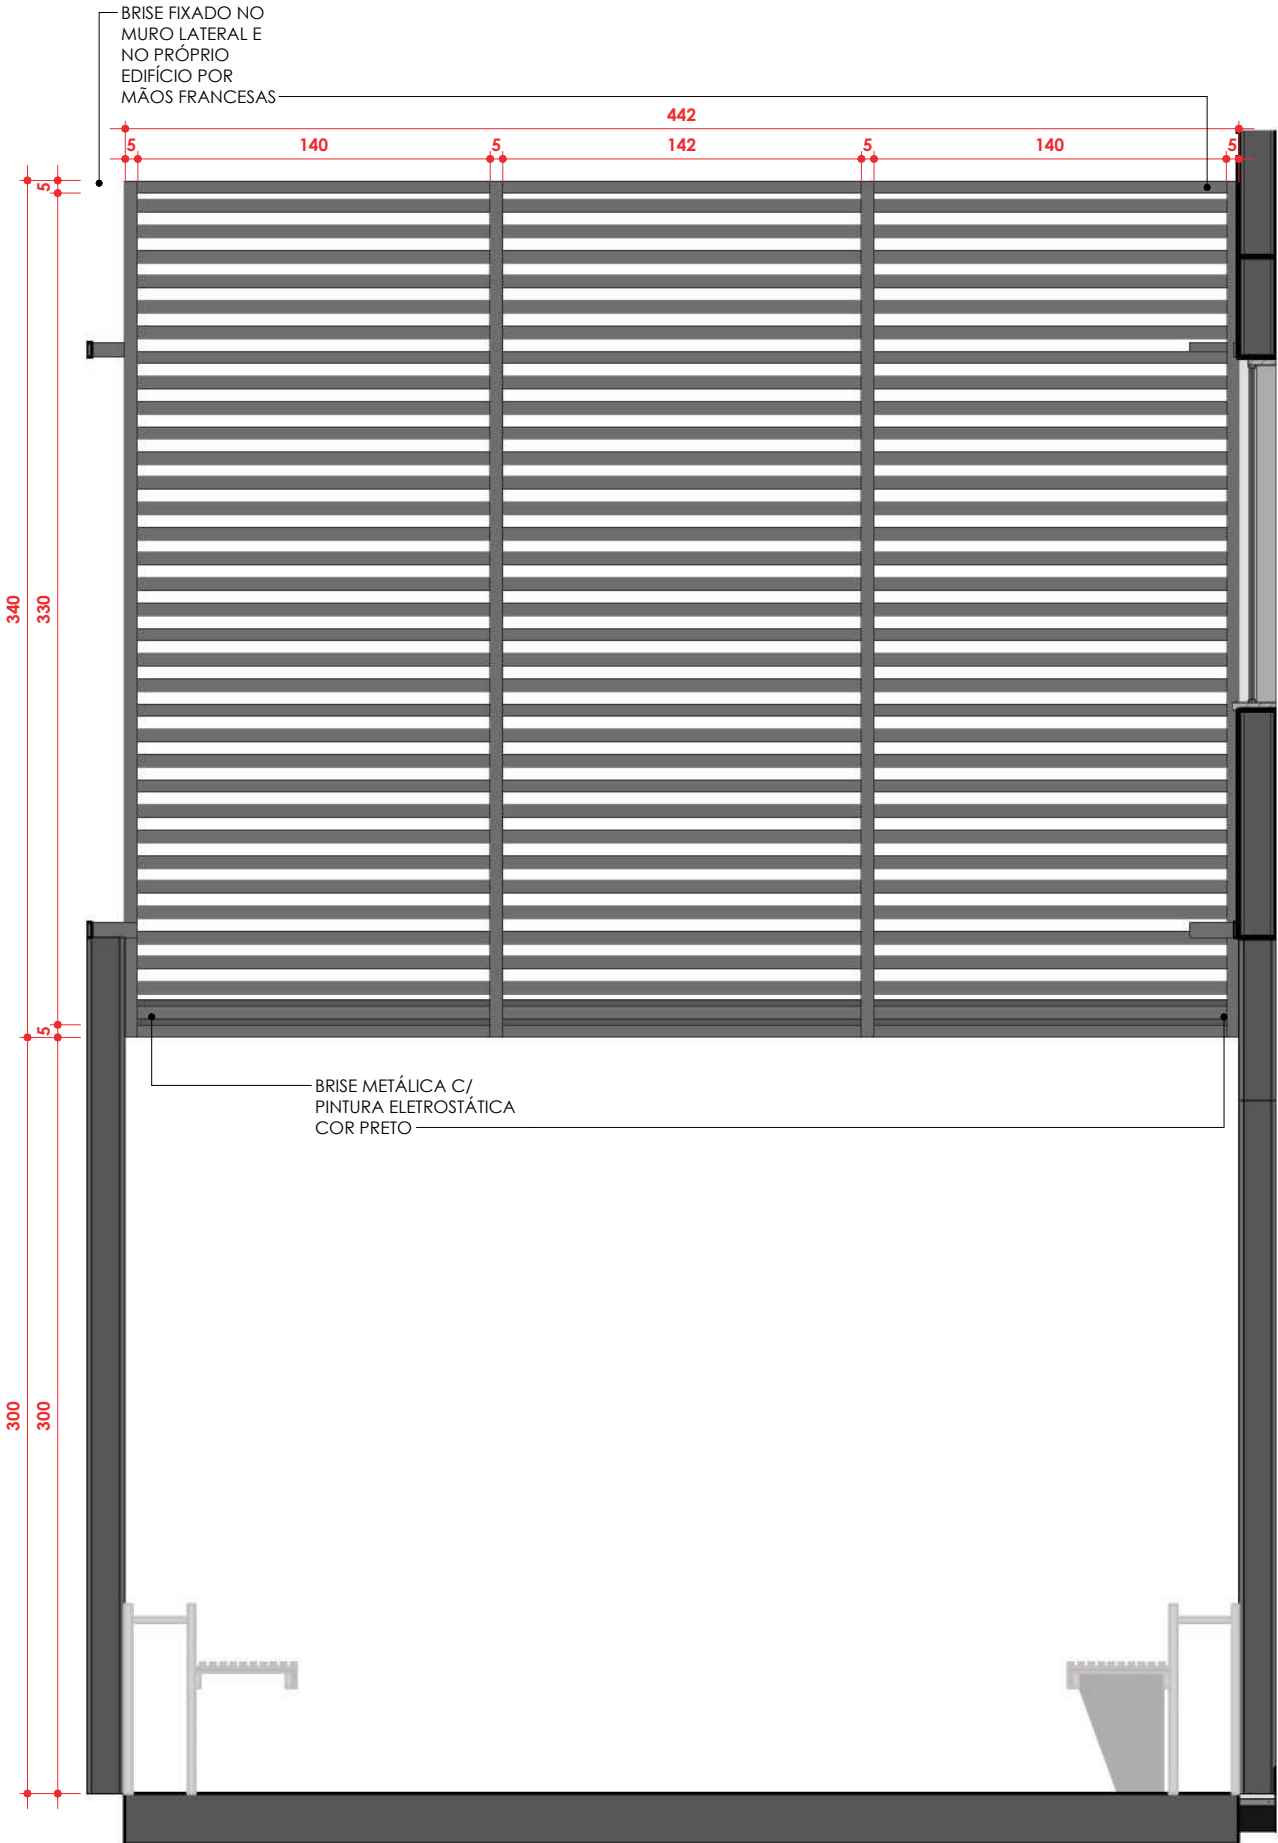 BRISE FIXADO NO
MURO LATERAL E
NO PRÓPRIO
EDIFÍCIO POR
MÃOS FRANCESAS
442
5 140 5 142 5 140 5
5
340 330
5
BRISE METÁLICA C/
PINTURA ELETROSTÁTICA
COR PRETO
300 300